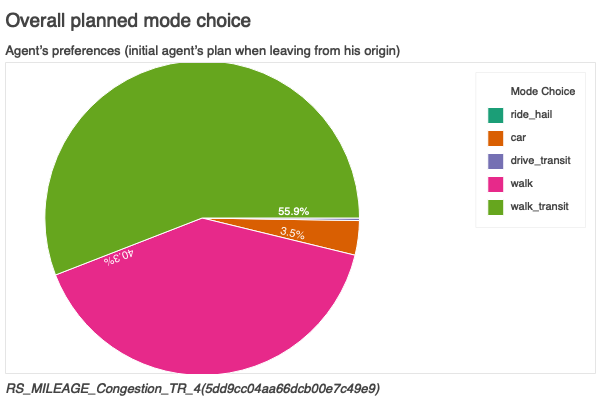 Overall planned mode choice
Agent's preferences (initial agent's plan when leaving from his origin)
Mode Choice
ride_hail
car
drive_transit
walk
walk_transit
55.9%
3.5%
40.3%
RS_MILEAGE_Congestion_TR_4(5dd9cc04aa66dcb00e7c49e9)